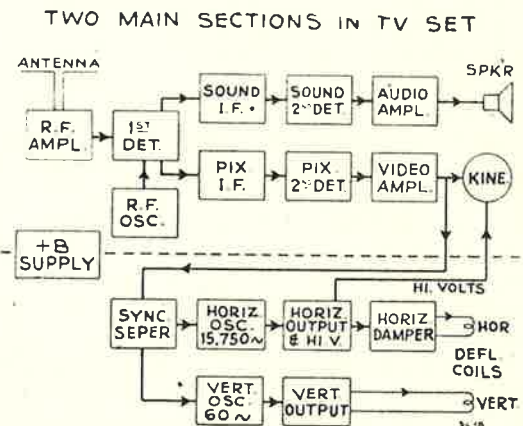 TWO MAIN SECTIONS IN TV SET
ANTENNA
SPK'R
R.F.
AMPL.
1ST
DET.
SOUND
I.F.
SOUND
2ND DET.
AUDIO
AMPL.
PIX
I.F.
PIX.
2ND DET.
VIDEO
AMPL.
KINE.
R.F.
OSC.
+B
SUPPLY
HI. VOLTS
SYNC.
SEPER
HORIZ
OSC.
15,750~
HORIZ.
OUTPUT
& HI V.
HORIZ
DAMPER
HOR
DEFL.
COILS
VERT.
OSC.
60~
VERT
OUTPUT
VERT.